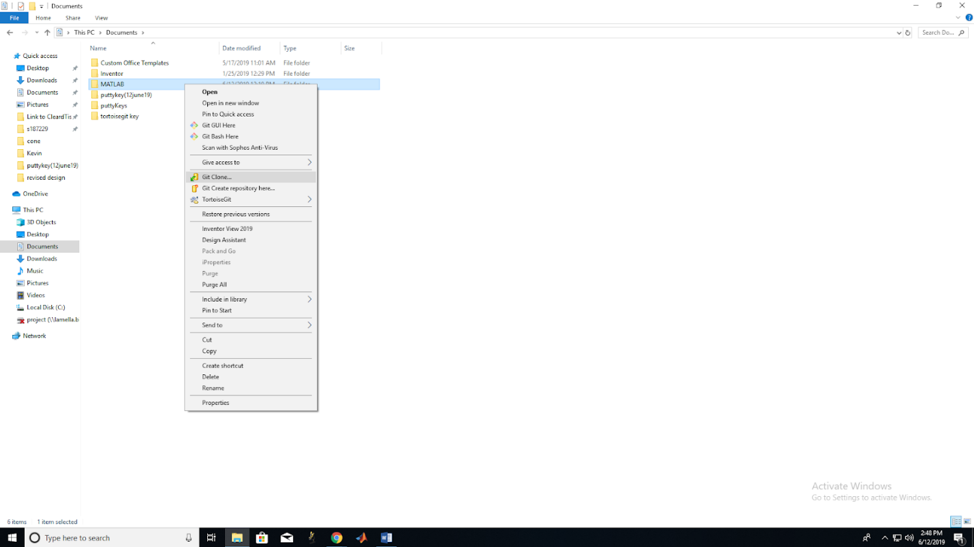 Documents
File Home Share View
This PC > Documents >
Search Do...
Name Date modified Type Size
Quick access
Desktop
Downloads
Documents
Pictures
s187229
cone
Kevin
puttykey(12june19)
revised design
OneDrive
This PC
3D Objects
Desktop
Documents
Downloads
Music
Pictures
Videos
Local Disk (C:)
project (\\lamella.b
Network
Custom Office Templates 5/17/2019 11:01 AM File folder
Inventor 1/25/2019 12:29 PM File folder
MATLAB File folder
puttykey(12june19)
puttyKeys
tortoisegit key
Open
Open in new window
Pin to Quick access
Git GUI Here
Git Bash Here
Scan with Sophos Anti-Virus
Give access to >
Git Clone...
Git Create repository here...
TortoiseGit >
Restore previous versions
Inventor View 2019
Design Assistant
Pack and Go
iProperties
Purge
Purge All
Include in library >
Pin to Start
Send to >
Cut
Copy
Create shortcut
Delete
Rename
Properties
Activate Windows
Go to Settings to activate Windows.
6 items 1 item selected
Type here to search
2:48 PM
6/12/2019